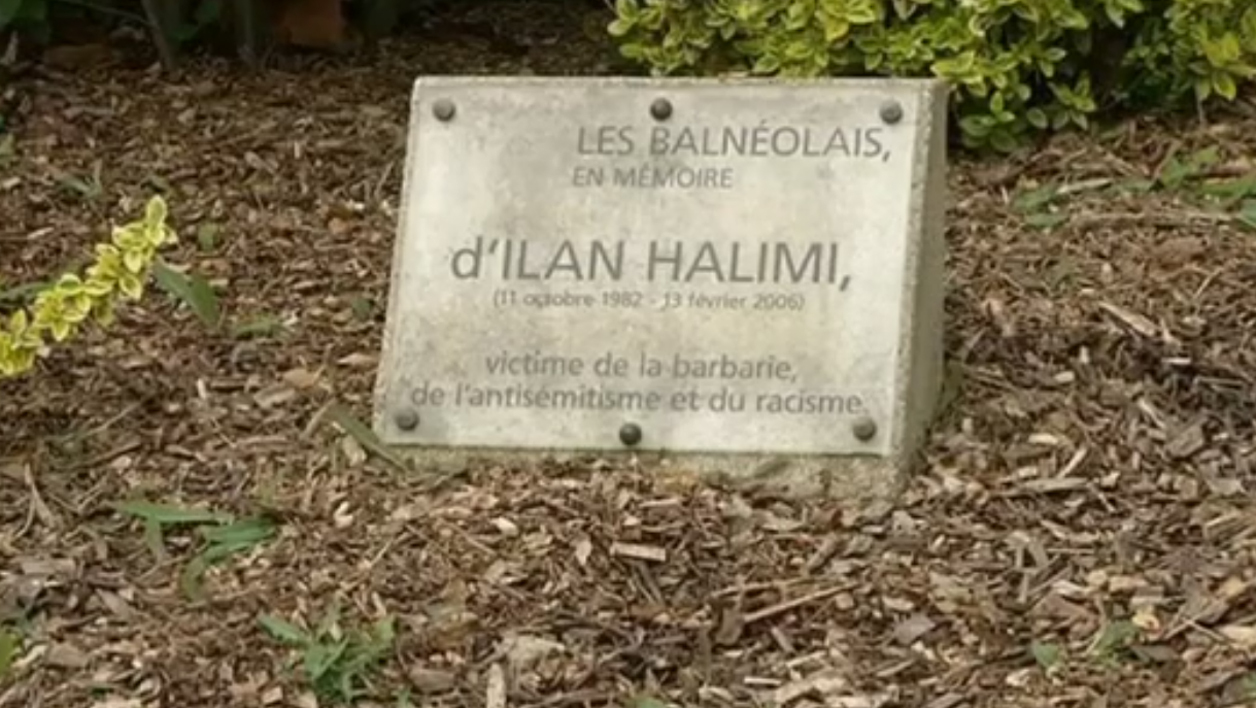 LES BALNÉOLAIS,
EN MÉMOIRE
d'ILAN HALIMI,
(11 octobre 1982 - 13 février 2006)
victime de la barbarie,
de l'antisémitisme et du racisme